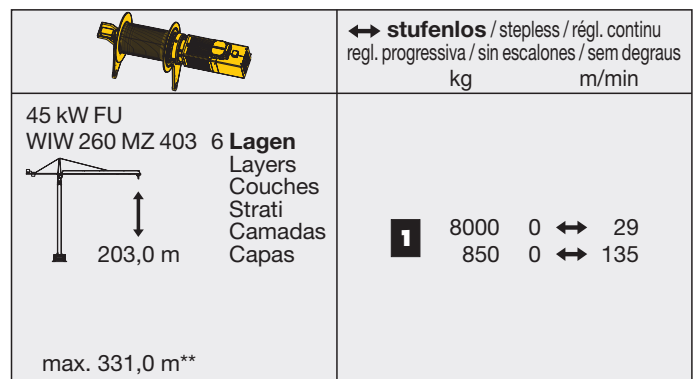 ↔ stufenlos / stepless / régl. continu
regl. progressiva / sin escalones / sem degraus
kg m/min
45 kW FU
WIW 260 MZ 403 6 Lagen
Layers
Couches
Strati
Camadas
Capas
203,0 m
max. 331,0 m**
1 8000 0 ↔ 29
850 0 ↔ 135